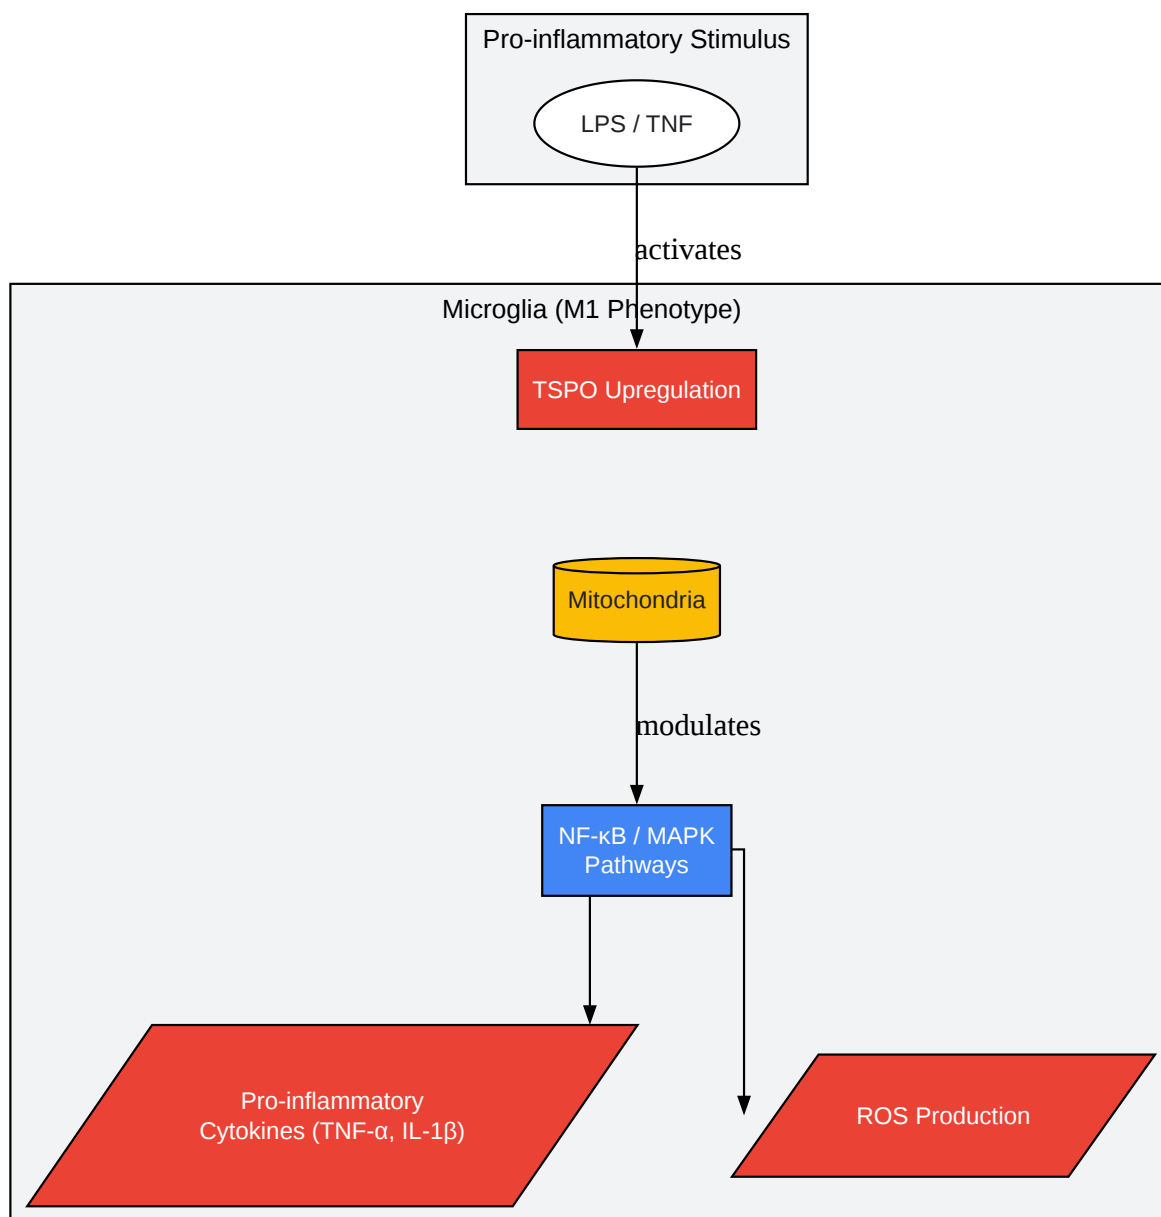 Pro-inflammatory Stimulus
LPS / TNF
activates
Microglia (M1 Phenotype)
TSPO Upregulation
Mitochondria
modulates
NF-κB / MAPK
Pathways
Pro-inflammatory
Cytokines (TNF-α, IL-1β)
ROS Production